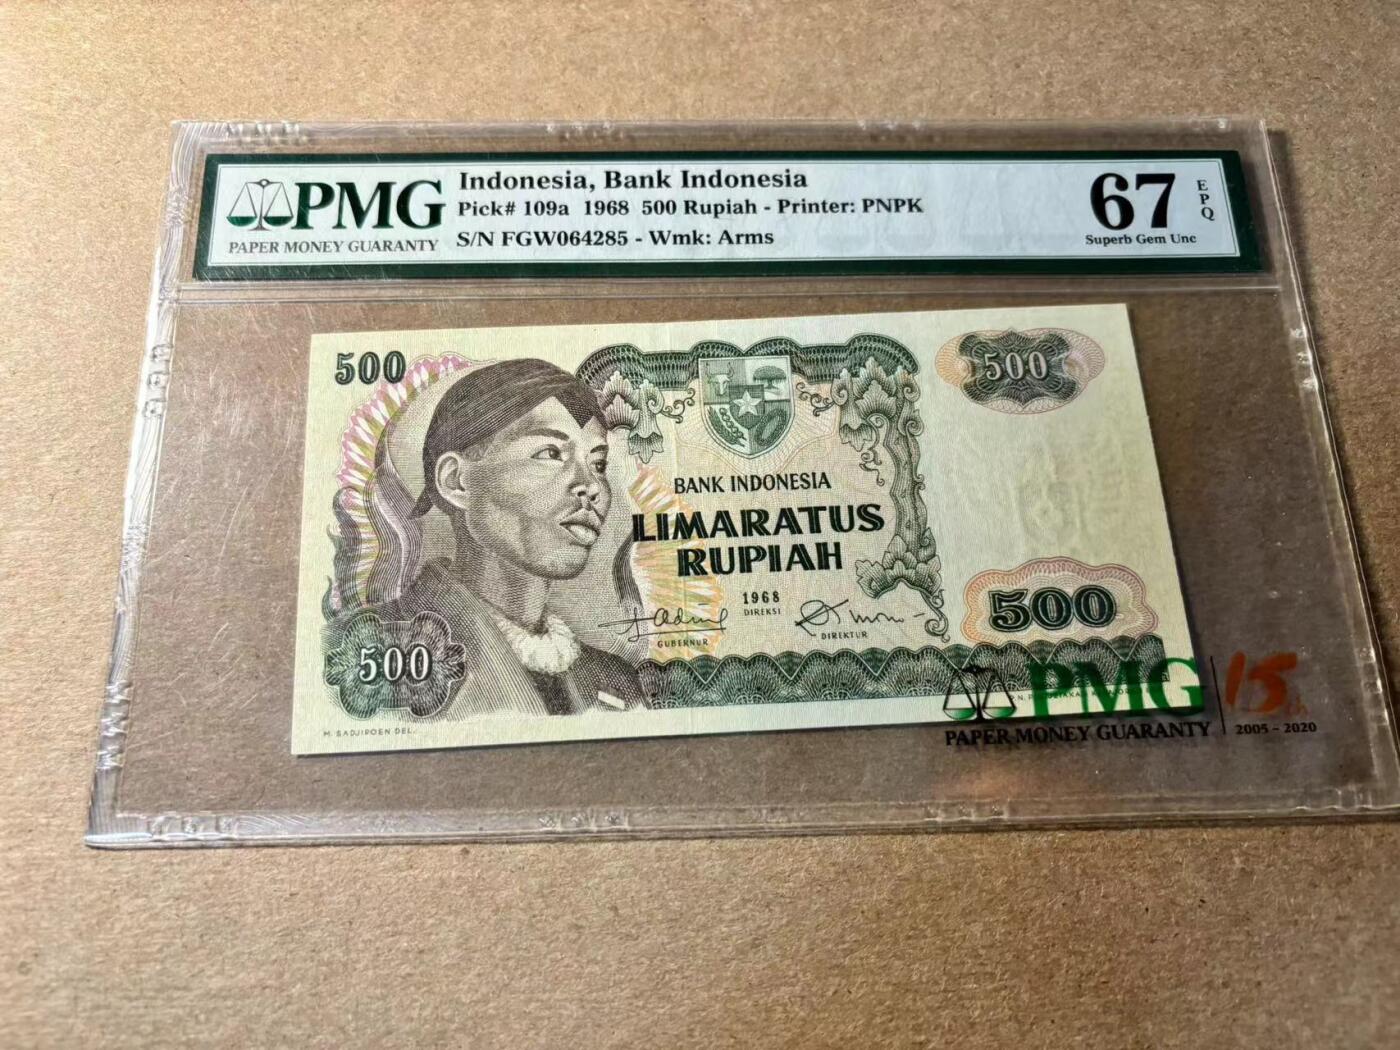 PMG
PAPER MONEY GUARANTY
Indonesia, Bank Indonesia
Pick# 109a 1968 500 Rupiah - Printer: PNPK
S/N FGW064285 - Wmk: Arms
67
EPQ
Superb Gem Unc
500
500
BANK INDONESIA
LIMARATUS
RUPIAH
1968
DIREKSI
GUBERNUR
DIREKTUR
500
500
M. SADJIROEN DEL.
PMG
PAPER MONEY GUARANTY
15th
2005 - 2020